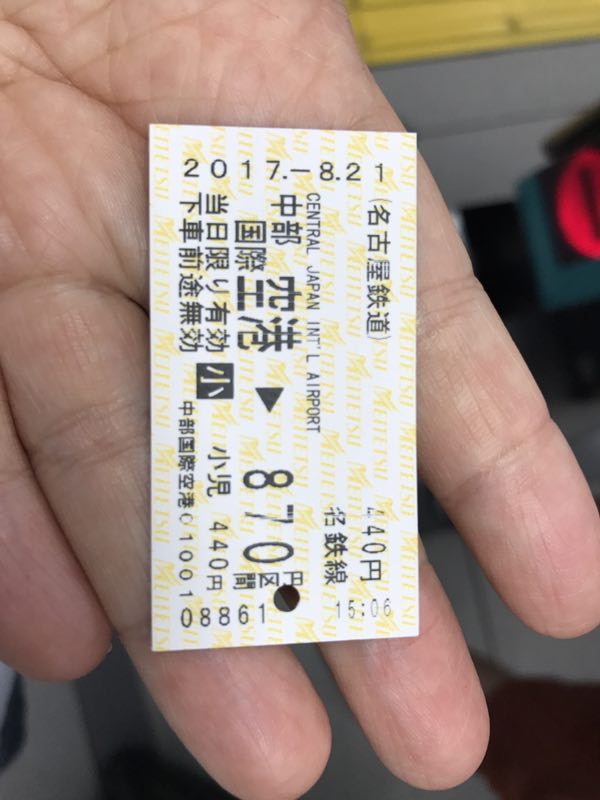 2017.-8.21
(名古屋鉄道)
CENTRAL JAPAN INT'L AIRPORT
中部
国際
空港▶870円
区間
440円
名鉄線
15:06
当日限り有効
下車前途無効
小
小児 440円
中部国際空港C1001
08861
MEITETSU